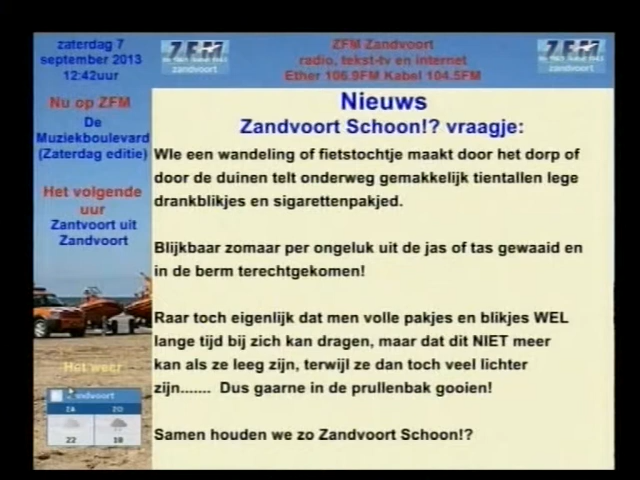 zaterdag 7
september 2013
12:42uur
ZFM
zandvoort
ZFM Zandvoort
radio, tekst-tv en internet
Ether 106.9FM Kabel 104.5FM
ZFM
zandvoort
Nu op ZFM
De
Muziekboulevard
(Zaterdag editie)
Het volgende
uur
Zantvoort uit
Zandvoort
Het weer
Zandvoort
ZA ZO
22 18
Nieuws
Zandvoort Schoon!? vraagje:
WIe een wandeling of fietstochtje maakt door het dorp of
door de duinen telt onderweg gemakkelijk tientallen lege
drankblikjes en sigarettenpakjed.
Blijkbaar zomaar per ongeluk uit de jas of tas gewaaid en
in de berm terechtgekomen!
Raar toch eigenlijk dat men volle pakjes en blikjes WEL
lange tijd bij zich kan dragen, maar dat dit NIET meer
kan als ze leeg zijn, terwijl ze dan toch veel lichter
zijn....... Dus gaarne in de prullenbak gooien!
Samen houden we zo Zandvoort Schoon!?